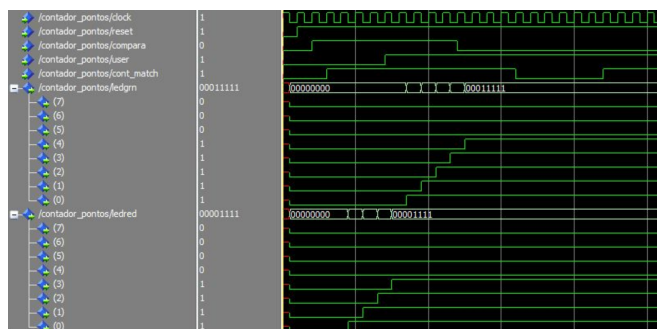 /contador_pontos/clock 1
/contador_pontos/reset 1
/contador_pontos/compara 0
/contador_pontos/user 1
/contador_pontos/cont_match 1
/contador_pontos/ledgrn 00011111 00000000 00011111
(7) 0
(6) 0
(5) 0
(4) 1
(3) 1
(2) 1
(1) 1
(0) 1
/contador_pontos/ledred 00001111 00000000 00001111
(7) 0
(6) 0
(5) 0
(4) 0
(3) 1
(2) 1
(1) 1
(0) 1